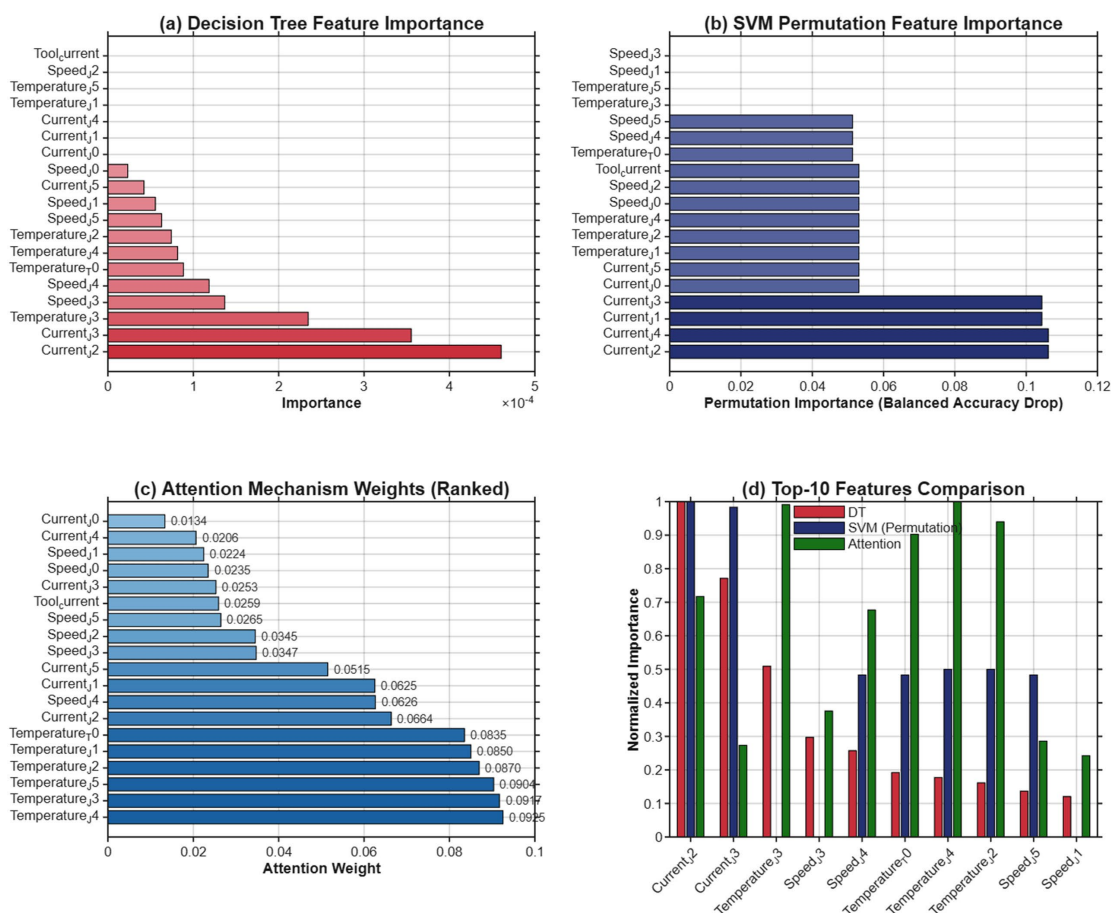 (a) Decision Tree Feature Importance
Tool_current
Speed_J2
Temperature_J5
Temperature_J1
Current_J4
Current_J1
Current_J0
Speed_J0
Current_J5
Speed_J1
Speed_J5
Temperature_J2
Temperature_J4
Temperature_T0
Speed_J4
Speed_J3
Temperature_J3
Current_J3
Current_J2
0 1 2 3 4 5
×10⁻⁴
Importance
(b) SVM Permutation Feature Importance
Speed_J3
Speed_J1
Temperature_J5
Temperature_J3
Speed_J5
Speed_J4
Temperature_T0
Tool_current
Speed_J2
Speed_J0
Temperature_J4
Temperature_J2
Temperature_J1
Current_J5
Current_J0
Current_J3
Current_J1
Current_J4
Current_J2
0 0.02 0.04 0.06 0.08 0.1 0.12
Permutation Importance (Balanced Accuracy Drop)
(c) Attention Mechanism Weights (Ranked)
Current_J0 0.0134
Current_J4 0.0206
Speed_J1 0.0224
Speed_J0 0.0235
Current_J3 0.0253
Tool_current 0.0259
Speed_J5 0.0265
Speed_J2 0.0345
Speed_J3 0.0347
Current_J5 0.0515
Current_J1 0.0625
Speed_J4 0.0626
Current_J2 0.0664
Temperature_T0 0.0835
Temperature_J1 0.0850
Temperature_J2 0.0870
Temperature_J5 0.0904
Temperature_J3 0.0917
Temperature_J4 0.0925
0 0.02 0.04 0.06 0.08 0.1
Attention Weight
(d) Top-10 Features Comparison
DT
SVM (Permutation)
Attention
Normalized Importance
1
0.9
0.8
0.7
0.6
0.5
0.4
0.3
0.2
0.1
0
Current_J2
Current_J3
Temperature_J3
Speed_J3
Speed_J4
Temperature_T0
Temperature_J4
Temperature_J2
Speed_J5
Speed_J1